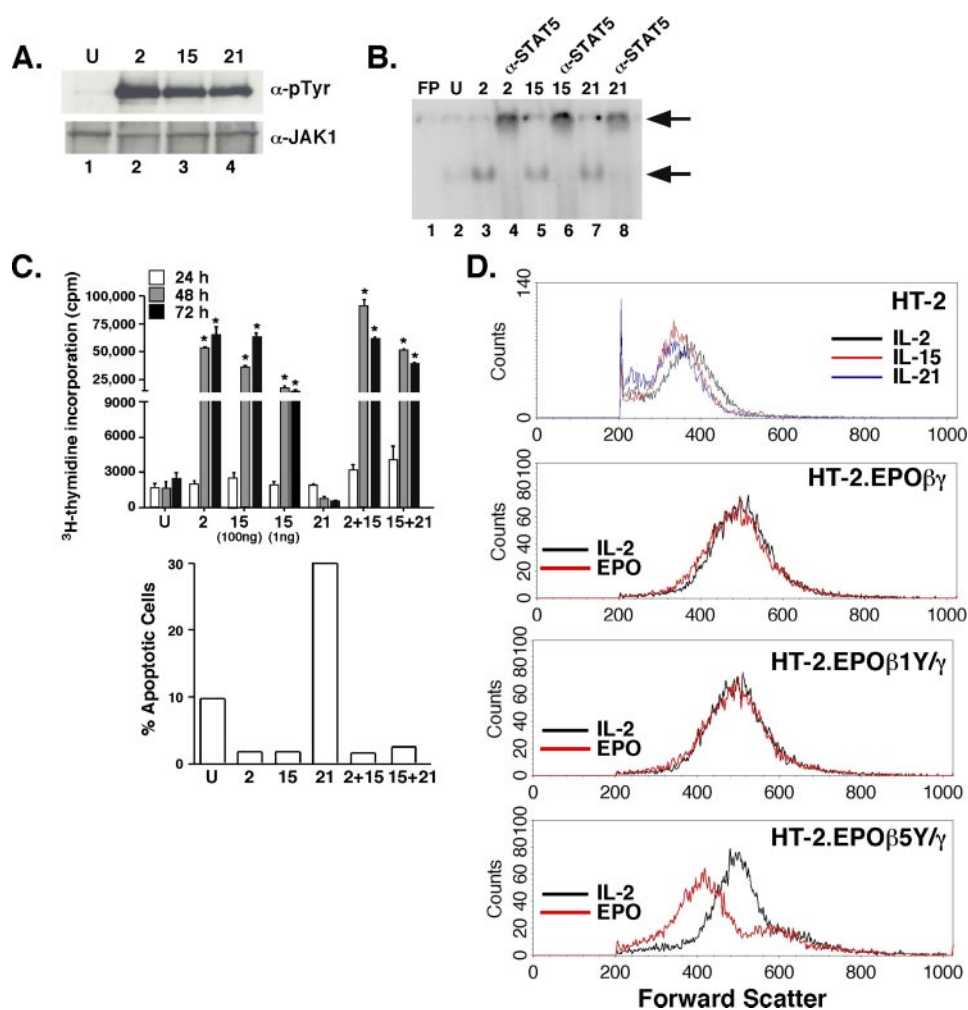 A.
U 2 15 21
α-pTyr
α-JAK1
1 2 3 4
B.
α-STAT5 α-STAT5 α-STAT5
FP U 2 2 15 15 21 21
1 2 3 4 5 6 7 8
C.
³H-thymidine incorporation (cpm)
24 h
48 h
72 h
100,000
75,000
50,000
25,000
9000
6000
3000
0
* * * * * * * * * *
U 2 15 15 21 2+15 15+21
(100ng) (1ng)
% Apoptotic Cells
30
20
10
0
U 2 15 21 2+15 15+21
D.
HT-2
Counts
140
0
IL-2
IL-15
IL-21
0 200 400 600 800 1000
HT-2.EPOβγ
Counts
0 20 40 60 80 100
IL-2
EPO
0 200 400 600 800 1000
HT-2.EPOβ1Y/γ
Counts
0 20 40 60 80 100
IL-2
EPO
0 200 400 600 800 1000
HT-2.EPOβ5Y/γ
Counts
0 20 40 60 80 100
IL-2
EPO
0 200 400 600 800 1000
Forward Scatter